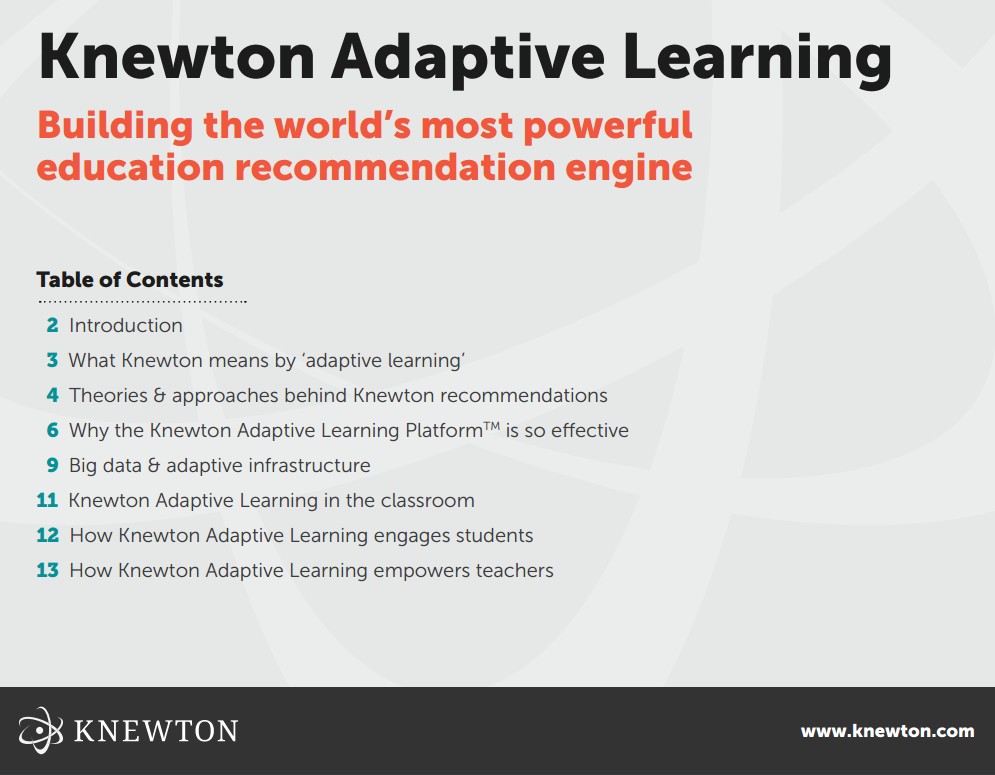 Knewton Adaptive Learning
Building the world’s most powerful
education recommendation engine
Table of Contents
2 Introduction
3 What Knewton means by ‘adaptive learning’
4 Theories & approaches behind Knewton recommendations
6 Why the Knewton Adaptive Learning Platform™ is so effective
9 Big data & adaptive infrastructure
11 Knewton Adaptive Learning in the classroom
12 How Knewton Adaptive Learning engages students
13 How Knewton Adaptive Learning empowers teachers
KNEWTON
www.knewton.com